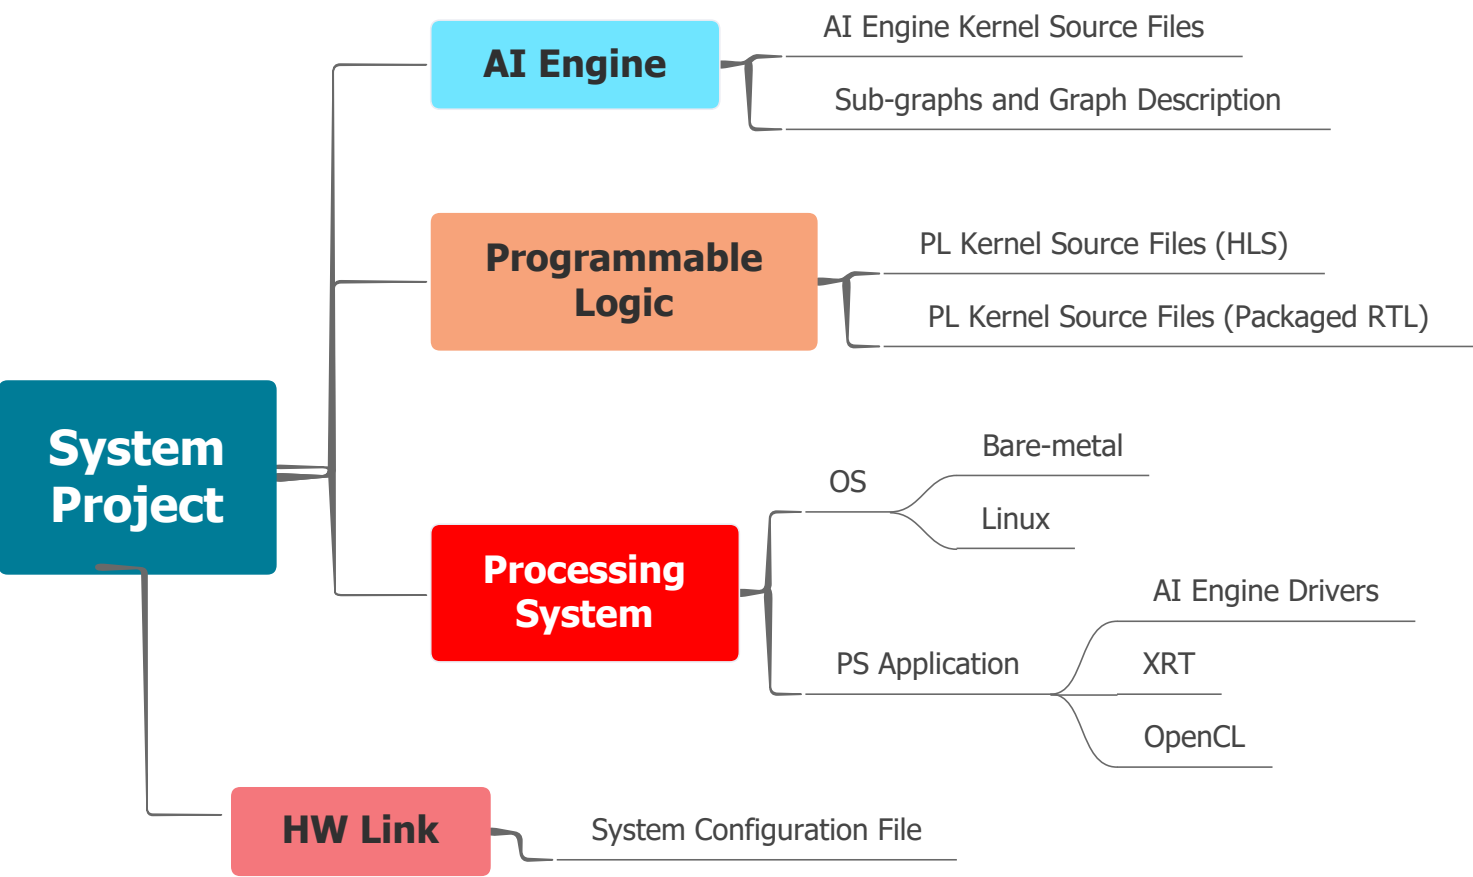 AI Engine
AI Engine Kernel Source Files
Sub-graphs and Graph Description
Programmable
Logic
PL Kernel Source Files (HLS)
PL Kernel Source Files (Packaged RTL)
System
Project
Processing
System
OS
Bare-metal
Linux
PS Application
AI Engine Drivers
XRT
OpenCL
HW Link
System Configuration File